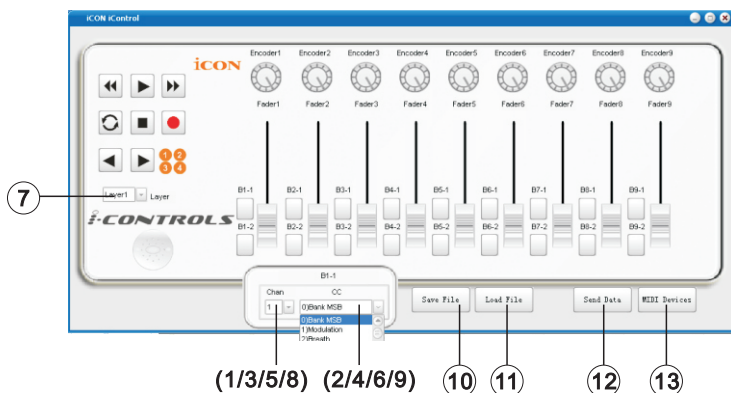 iCON iControl
iCON
Encoder1 Encoder2 Encoder3 Encoder4 Encoder5 Encoder6 Encoder7 Encoder8 Encoder9
Fader1 Fader2 Fader3 Fader4 Fader5 Fader6 Fader7 Fader8 Fader9
1 2
3 4
Layer1 Layer
7
i-CONTROLS
B1-1 B2-1 B3-1 B4-1 B5-1 B6-1 B7-1 B8-1 B9-1
B1-2 B2-2 B3-2 B4-2 B5-2 B6-2 B7-2 B8-2 B9-2
B1-1
Chan CC
1 0)Bank MSB
0)Bank MSB
1)Modulation
2)Breath
Save File Load File Send Data MIDI Devices
(1/3/5/8) (2/4/6/9) 10 11 12 13